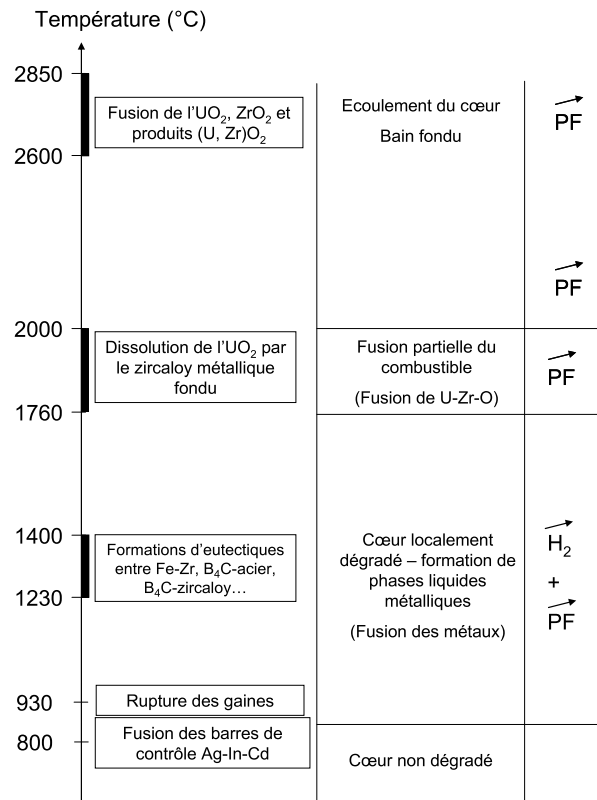 Température (°C)
2850
Fusion de l'UO2, ZrO2 et
produits (U, Zr)O2
2600
Ecoulement du cœur
Bain fondu
PF
PF
2000
Dissolution de l'UO2 par
le zircaloy métallique
fondu
1760
Fusion partielle du
combustible
(Fusion de U-Zr-O)
PF
1400
Formations d'eutectiques
entre Fe-Zr, B4C-acier,
B4C-zircaloy…
1230
Cœur localement
dégradé – formation de
phases liquides
métalliques
(Fusion des métaux)
H2
+
PF
930
Rupture des gaines
800
Fusion des barres de
contrôle Ag-In-Cd
Cœur non dégradé